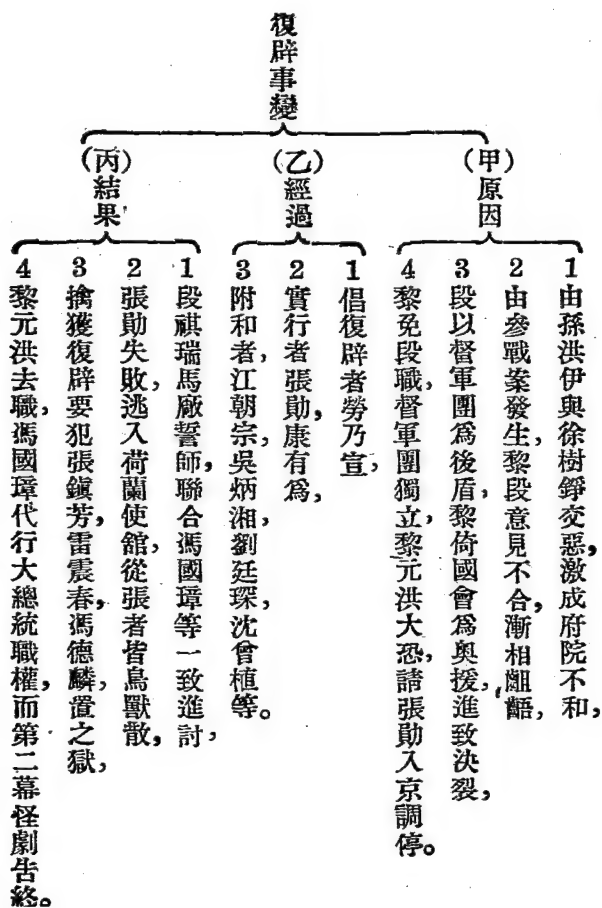 復辟事變
(甲)原因
1 由孫洪伊與徐樹錚交惡，激成府院不和，
2 由參戰案發生，黎段意見不合，漸相齟齬，
3 段以督軍團爲後盾，黎倚國會爲奧援，進致決裂，
4 黎免段職，督軍團獨立，黎元洪大恐，請張勛入京調停。
(乙)經過
1 倡復辟者勞乃宣，
2 實行者張勛，康有爲，
3 附和者，江朝宗，吳炳湘，劉廷琛，沈曾植等。
(丙)結果
1 段祺瑞馬廠誓師，聯合馮國璋等一致進討，
2 張勛失敗，逃入荷蘭使舘，從張者皆鳥獸散，
3 擒獲復辟要犯張鎮芳，雷震春，馮德麟，置之獄，
4 黎元洪去職，馮國璋代行大總統職權，而第二幕怪劇告終。